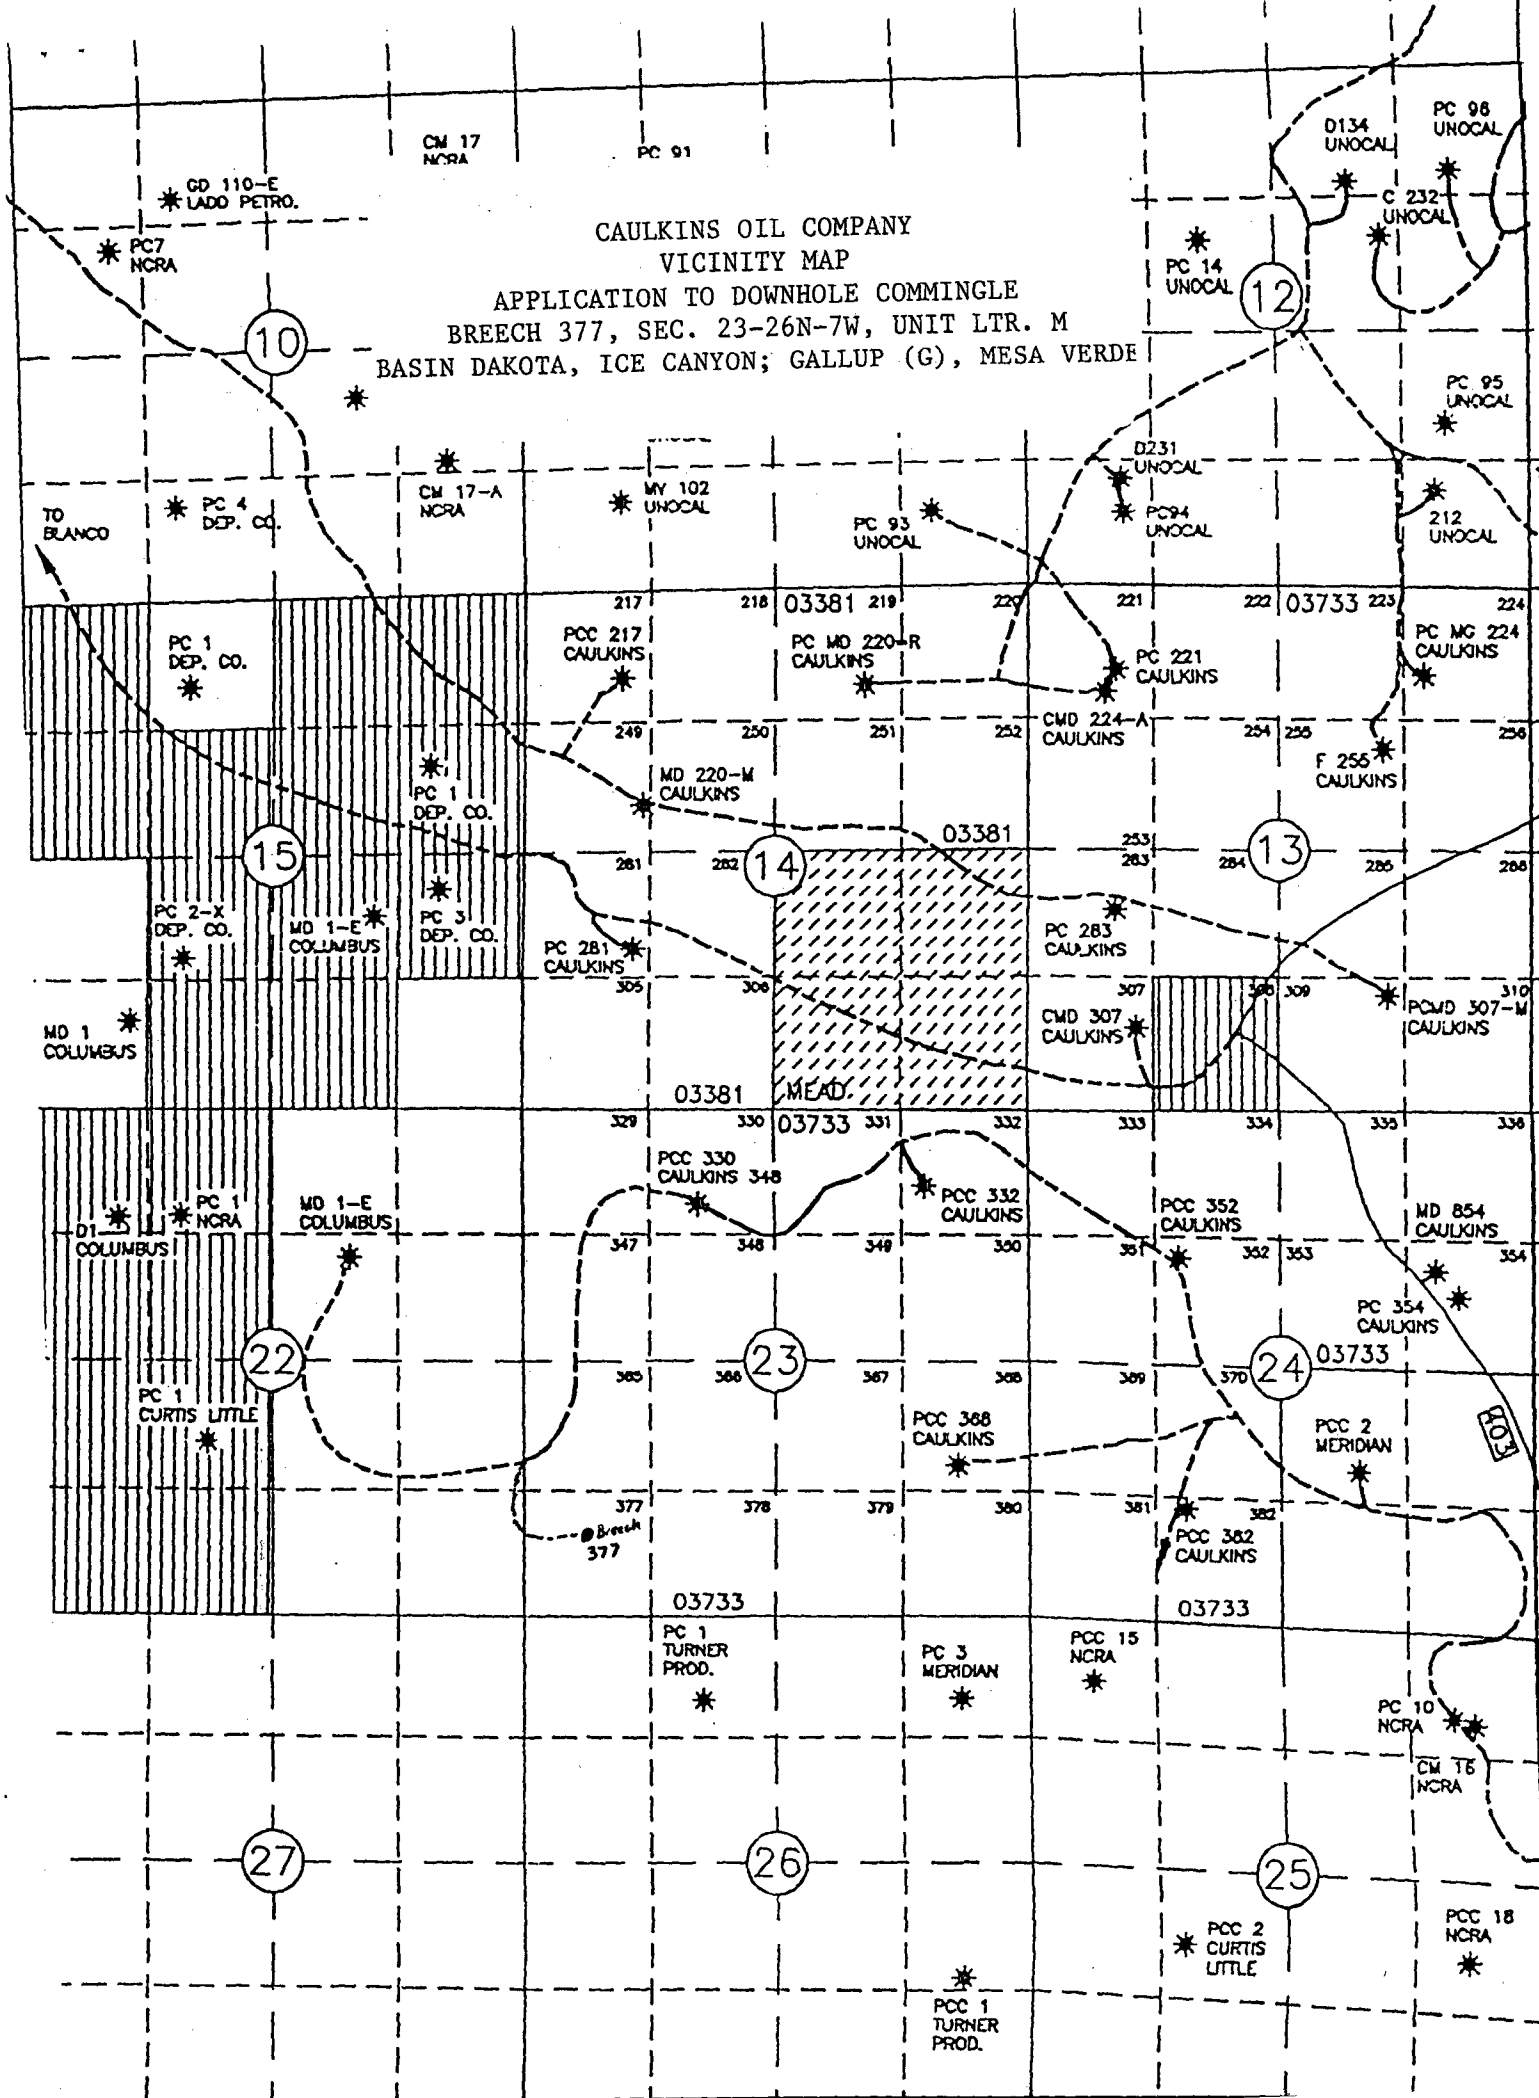 CM 17
NCRA
PC 91
D134
UNOCAL
PC 98
UNOCAL
GD 110-E
LADD PETRO.
PC7
NCRA
C 232
UNOCAL
PC 14
UNOCAL
CAULKINS OIL COMPANY
VICINITY MAP
APPLICATION TO DOWNHOLE COMMINGLE
BREECH 377, SEC. 23-26N-7W, UNIT LTR. M
BASIN DAKOTA, ICE CANYON; GALLUP (G), MESA VERDE
10
12
PC 95
UNOCAL
D231
UNOCAL
CM 17-A
NCRA
MY 102
UNOCAL
PC 4
DEP. CO.
TO
BLANCO
PC 93
UNOCAL
PC94
UNOCAL
212
UNOCAL
217
218
03381
219
220
221
222
03733
223
224
PC 1
DEP. CO.
PCC 217
CAULKINS
PC MD 220-R
CAULKINS
PC 221
CAULKINS
PC MG 224
CAULKINS
CMD 224-A
CAULKINS
249
250
251
252
254
255
256
F 255
CAULKINS
PC 1
DEP. CO.
MD 220-M
CAULKINS
03381
15
14
13
281
282
253
283
284
285
286
PC 2-X
DEP. CO.
MD 1-E
COLUMBUS
PC 3
DEP. CO.
PC 281
CAULKINS
PC 283
CAULKINS
305
306
307
308
309
310
MD 1
COLUMBUS
CMD 307
CAULKINS
PCMD 307-M
CAULKINS
03381
MEAD.
329
330
03733
331
332
333
334
335
336
PCC 330
CAULKINS 348
PCC 332
CAULKINS
PCC 352
CAULKINS
MD 854
CAULKINS
D1
COLUMBUS
PC 1
NCRA
MD 1-E
COLUMBUS
347
348
349
350
351
352
353
354
PC 354
CAULKINS
22
23
24
03733
365
366
367
368
369
370
PC 1
CURTIS LITTLE
PCC 368
CAULKINS
PCC 2
MERIDIAN
403
377
378
379
380
381
382
Breech
377
PCC 382
CAULKINS
03733
03733
PC 1
TURNER
PROD.
PC 3
MERIDIAN
PCC 15
NCRA
PC 10
NCRA
CM 16
NCRA
27
26
25
PCC 2
CURTIS
LITTLE
PCC 18
NCRA
PCC 1
TURNER
PROD.